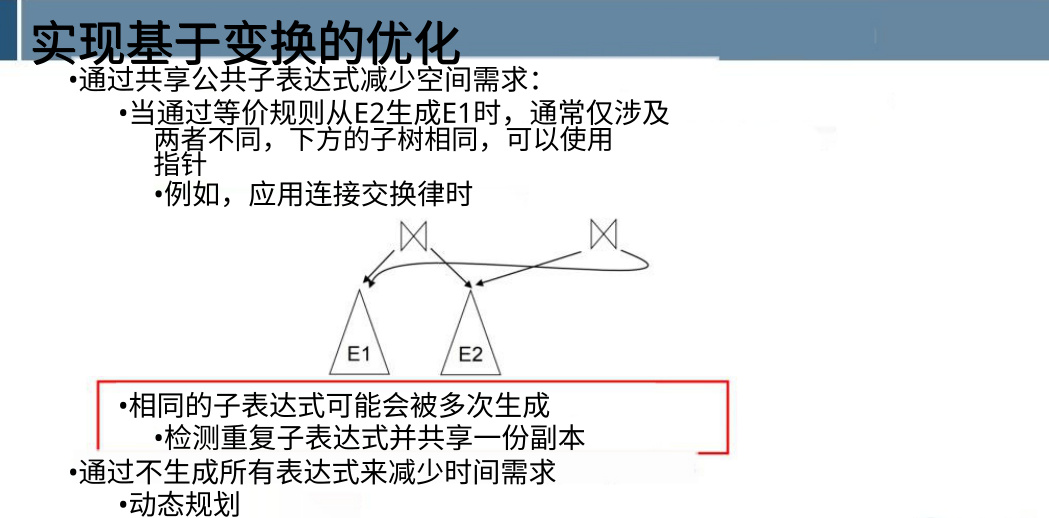 实现基于变换的优化
•通过共享公共子表达式减少空间需求：
•当通过等价规则从E2生成E1时，通常仅涉及
两者不同，下方的子树相同，可以使用
指针
•例如，应用连接交换律时
E1
E2
•相同的子表达式可能会被多次生成
•检测重复子表达式并共享一份副本
•通过不生成所有表达式来减少时间需求
•动态规划